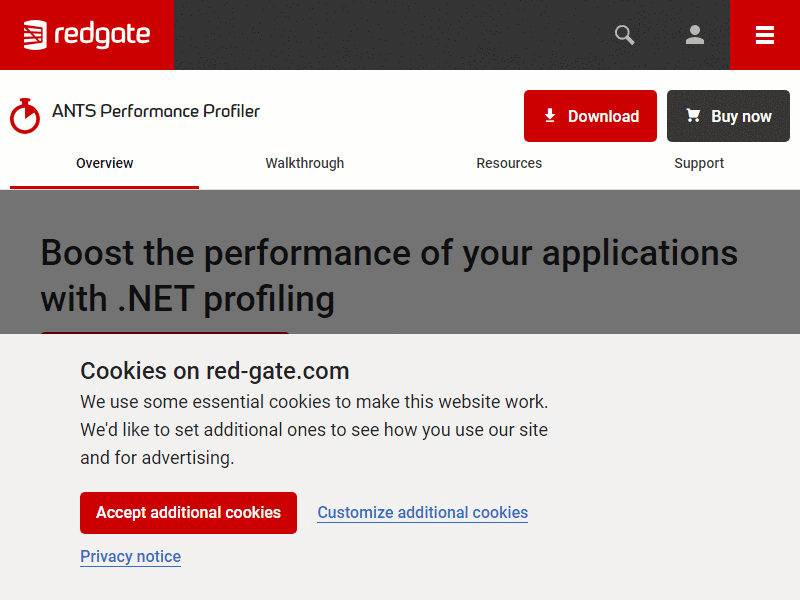 redgate
ANTS Performance Profiler
Download
Buy now
Overview
Walkthrough
Resources
Support
Boost the performance of your applications
with .NET profiling
Cookies on red-gate.com
We use some essential cookies to make this website work.
We'd like to set additional ones to see how you use our site
and for advertising.
Accept additional cookies
Customize additional cookies
Privacy notice